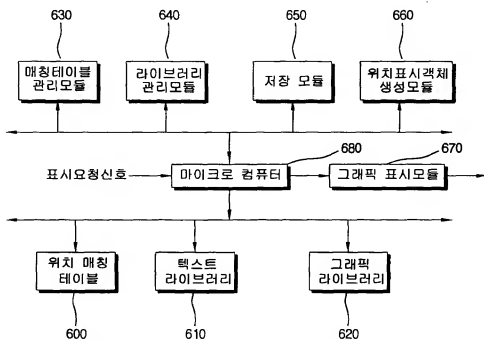 630
640
650
660
매칭테이블
관리모듈
라이브러리
관리모듈
저장 모듈
위치표시객체
생성모듈
680
670
표시요청신호
마이크로 컴퓨터
그래픽 표시모듈
위치 매칭
테이블
텍스트
라이브러리
그래픽
라이브러리
600
610
620